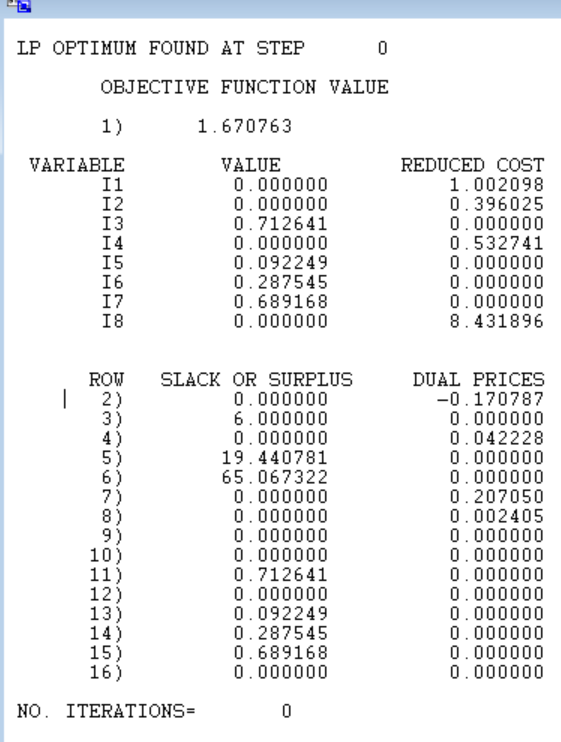 LP OPTIMUM FOUND AT STEP 0
OBJECTIVE FUNCTION VALUE
1) 1.670763
VARIABLE VALUE REDUCED COST
I1 0.000000 1.002098
I2 0.000000 0.396025
I3 0.712641 0.000000
I4 0.000000 0.532741
I5 0.092249 0.000000
I6 0.287545 0.000000
I7 0.689168 0.000000
I8 0.000000 8.431896
ROW SLACK OR SURPLUS DUAL PRICES
2) 0.000000 -0.170787
3) 6.000000 0.000000
4) 0.000000 0.042228
5) 19.440781 0.000000
6) 65.067322 0.000000
7) 0.000000 0.207050
8) 0.000000 0.002405
9) 0.000000 0.000000
10) 0.000000 0.000000
11) 0.712641 0.000000
12) 0.000000 0.000000
13) 0.092249 0.000000
14) 0.287545 0.000000
15) 0.689168 0.000000
16) 0.000000 0.000000
NO. ITERATIONS= 0